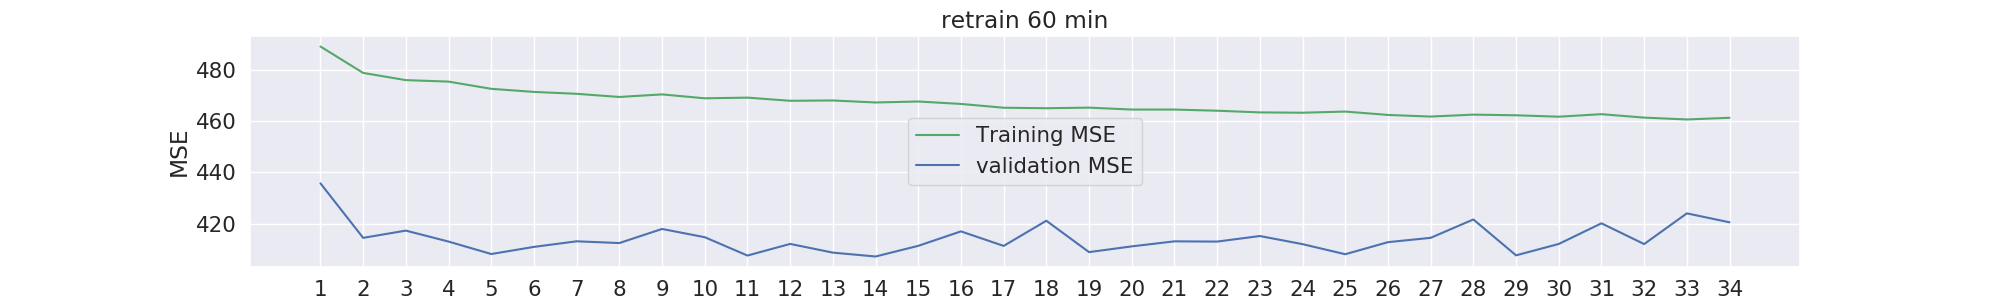 retrain 60 min
MSE
480
460
440
420
Training MSE
validation MSE
1 2 3 4 5 6 7 8 9 10 11 12 13 14 15 16 17 18 19 20 21 22 23 24 25 26 27 28 29 30 31 32 33 34